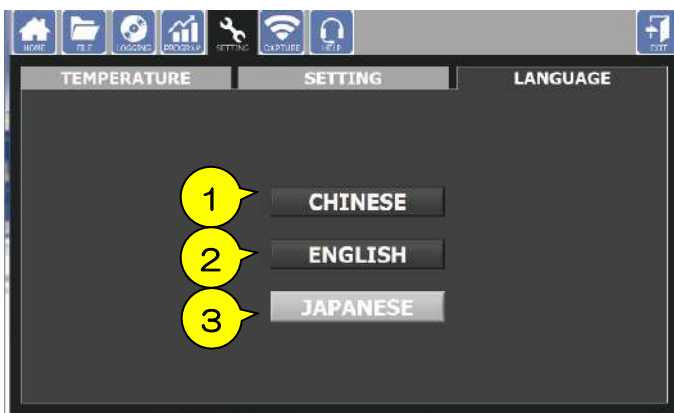 HOME FILE LOGGING PROGRAM SETTING CAPTURE HELP EXIT
TEMPERATURE SETTING LANGUAGE
1 CHINESE
2 ENGLISH
3 JAPANESE